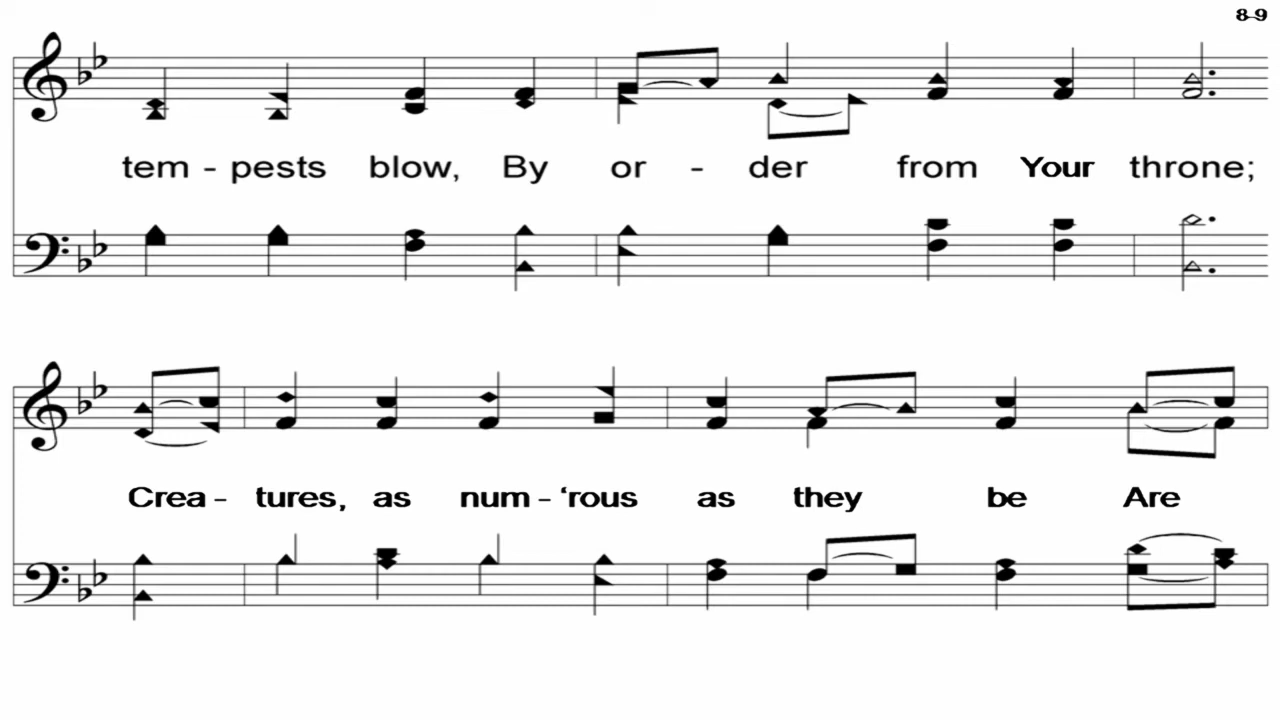 8-9
tem - pests blow, By or - der from Your throne;
Crea - tures, as num - ‘rous as they be Are